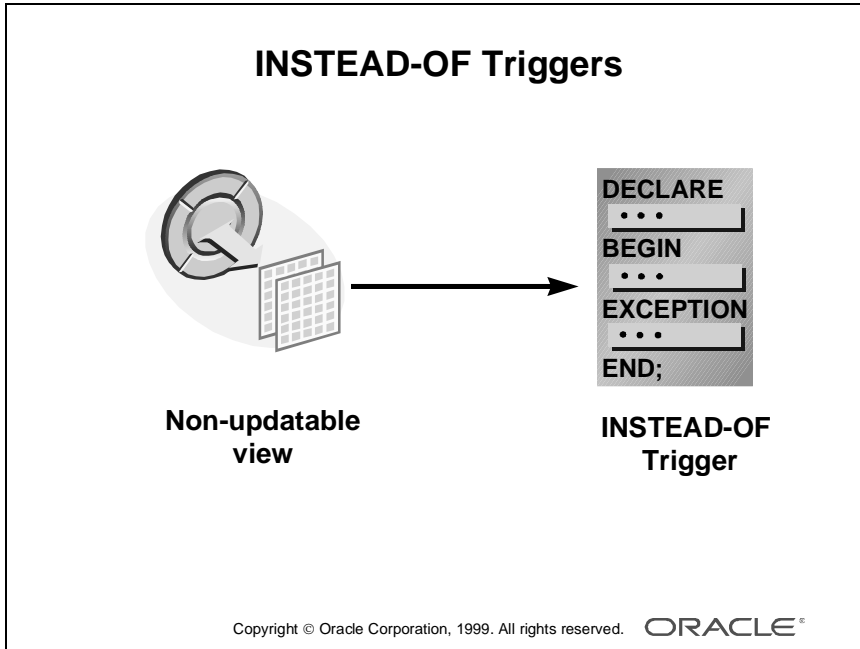 INSTEAD-OF Triggers
DECLARE
• • •
BEGIN
• • •
EXCEPTION
• • •
END;
Non-updatable
view
INSTEAD-OF
Trigger
Copyright © Oracle Corporation, 1999. All rights reserved. ORACLE®